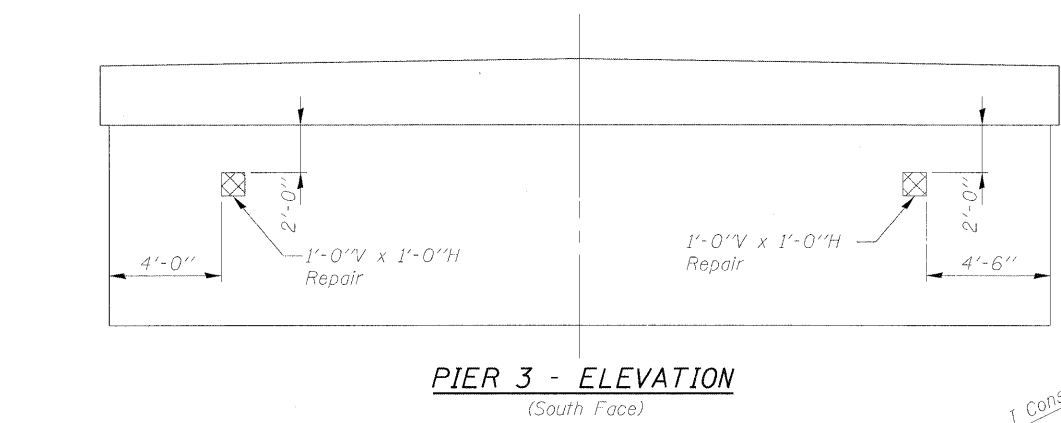 2'-0"
1'-0"V x 1'-0"H
Repair
4'-0"
2'-0"
1'-0"V x 1'-0"H
Repair
4'-6"
PIER 3 - ELEVATION
(South Face)